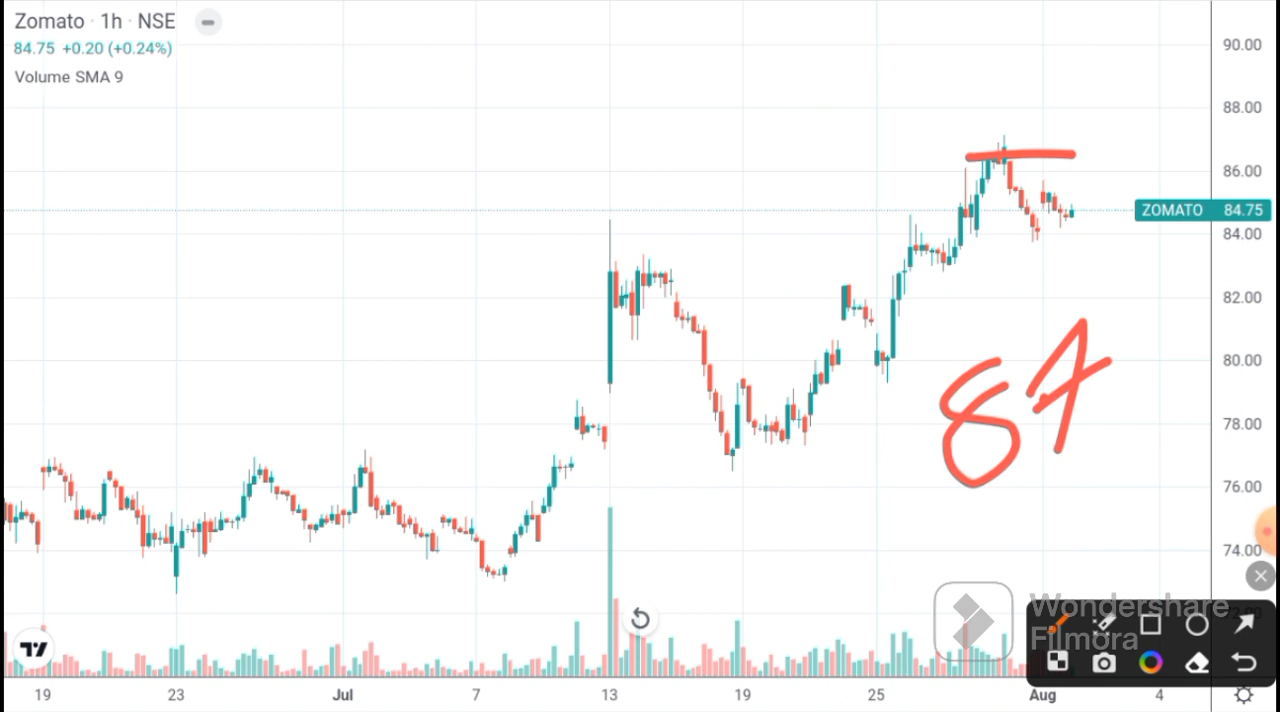 Zomato · 1h · NSE
84.75 +0.20 (+0.24%)
Volume SMA 9
90.00
88.00
86.00
ZOMATO 84.75
84.00
82.00
80.00
87
78.00
76.00
74.00
72.00
Wondershare
Filmora
19 23 Jul 7 13 19 25 Aug 4